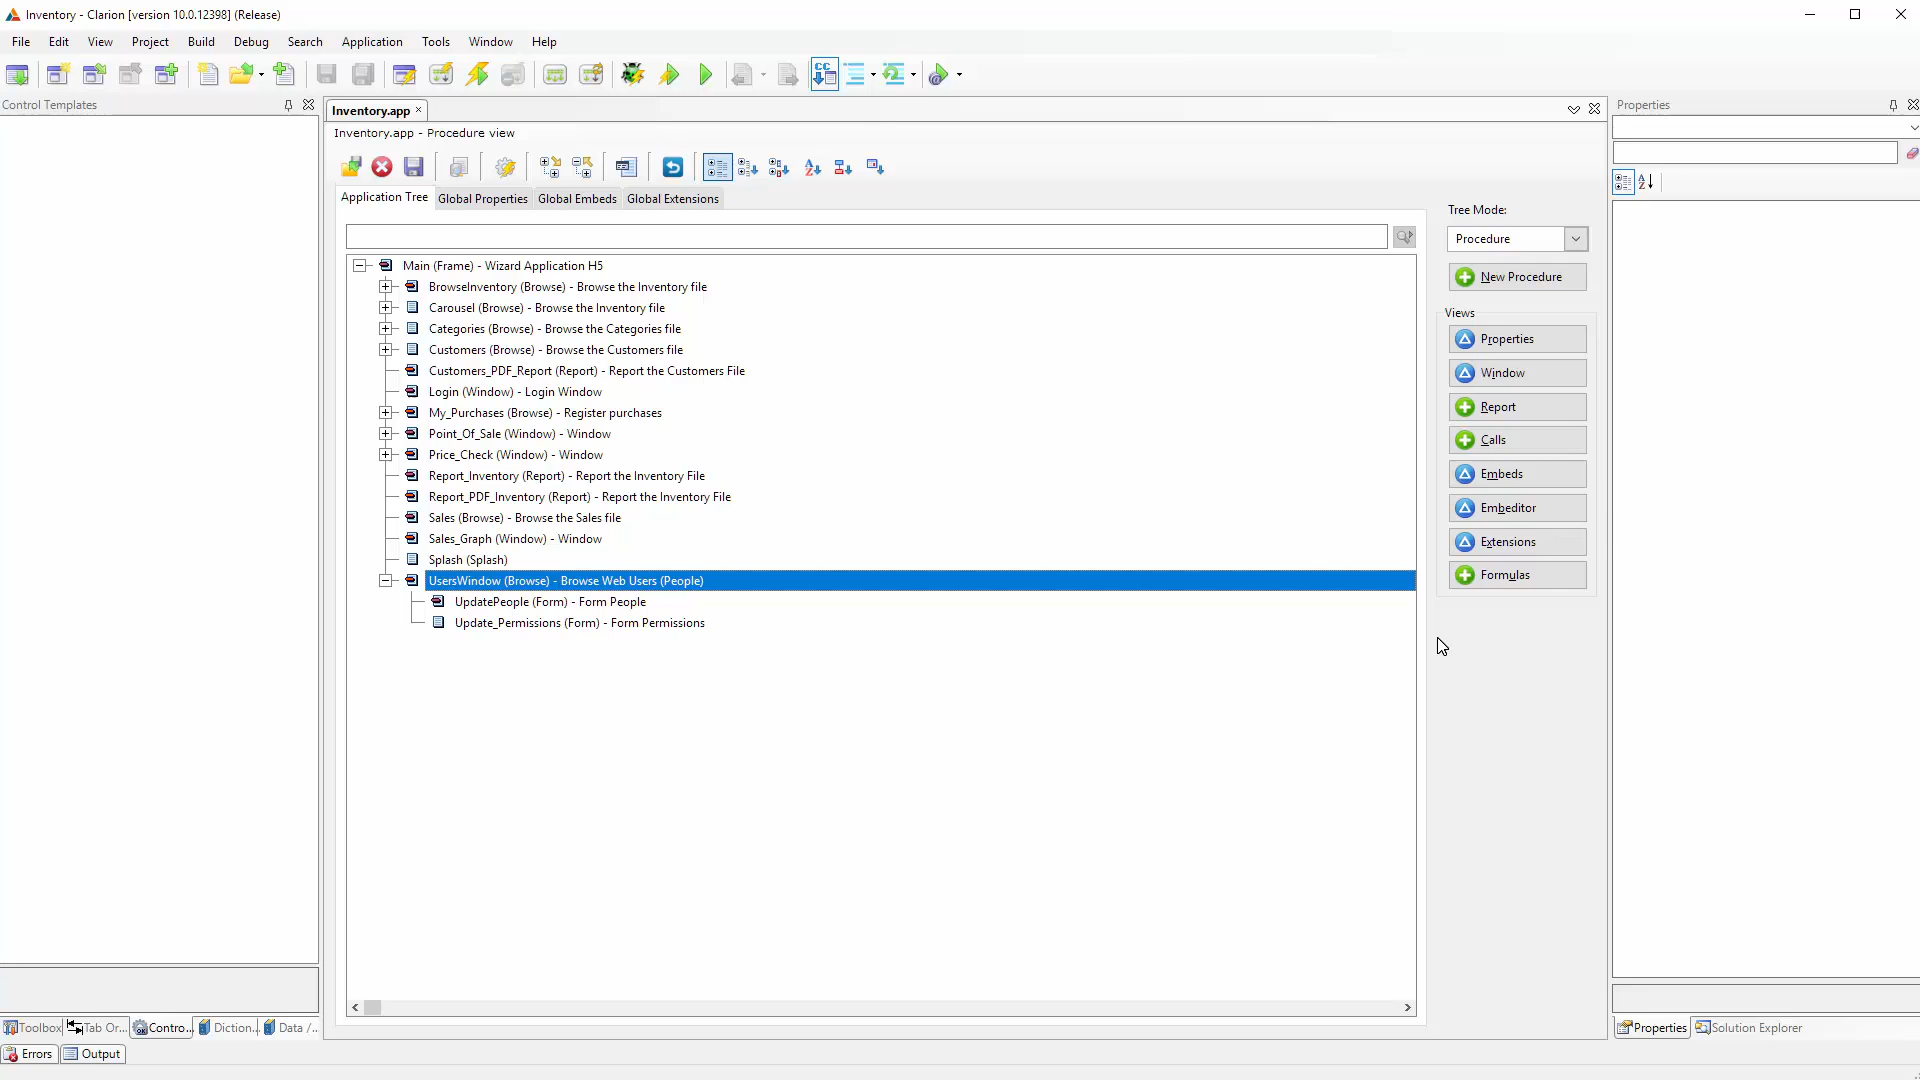 Inventory - Clarion [version 10.0.12398] (Release)
File Edit View Project Build Debug Search Application Tools Window Help
Control Templates
Inventory.app
Properties
Inventory.app - Procedure view
Application Tree Global Properties Global Embeds Global Extensions
Tree Mode:
Procedure
New Procedure
Views
Properties
Window
Report
Calls
Embeds
Embeditor
Extensions
Formulas
Main (Frame) - Wizard Application H5
BrowseInventory (Browse) - Browse the Inventory file
Carousel (Browse) - Browse the Inventory file
Categories (Browse) - Browse the Categories file
Customers (Browse) - Browse the Customers file
Customers_PDF_Report (Report) - Report the Customers File
Login (Window) - Login Window
My_Purchases (Browse) - Register purchases
Point_Of_Sale (Window) - Window
Price_Check (Window) - Window
Report_Inventory (Report) - Report the Inventory File
Report_PDF_Inventory (Report) - Report the Inventory File
Sales (Browse) - Browse the Sales file
Sales_Graph (Window) - Window
Splash (Splash)
UsersWindow (Browse) - Browse Web Users (People)
UpdatePeople (Form) - Form People
Update_Permissions (Form) - Form Permissions
Toolbox Tab Or... Contro... Diction... Data /...
Properties Solution Explorer
Errors Output